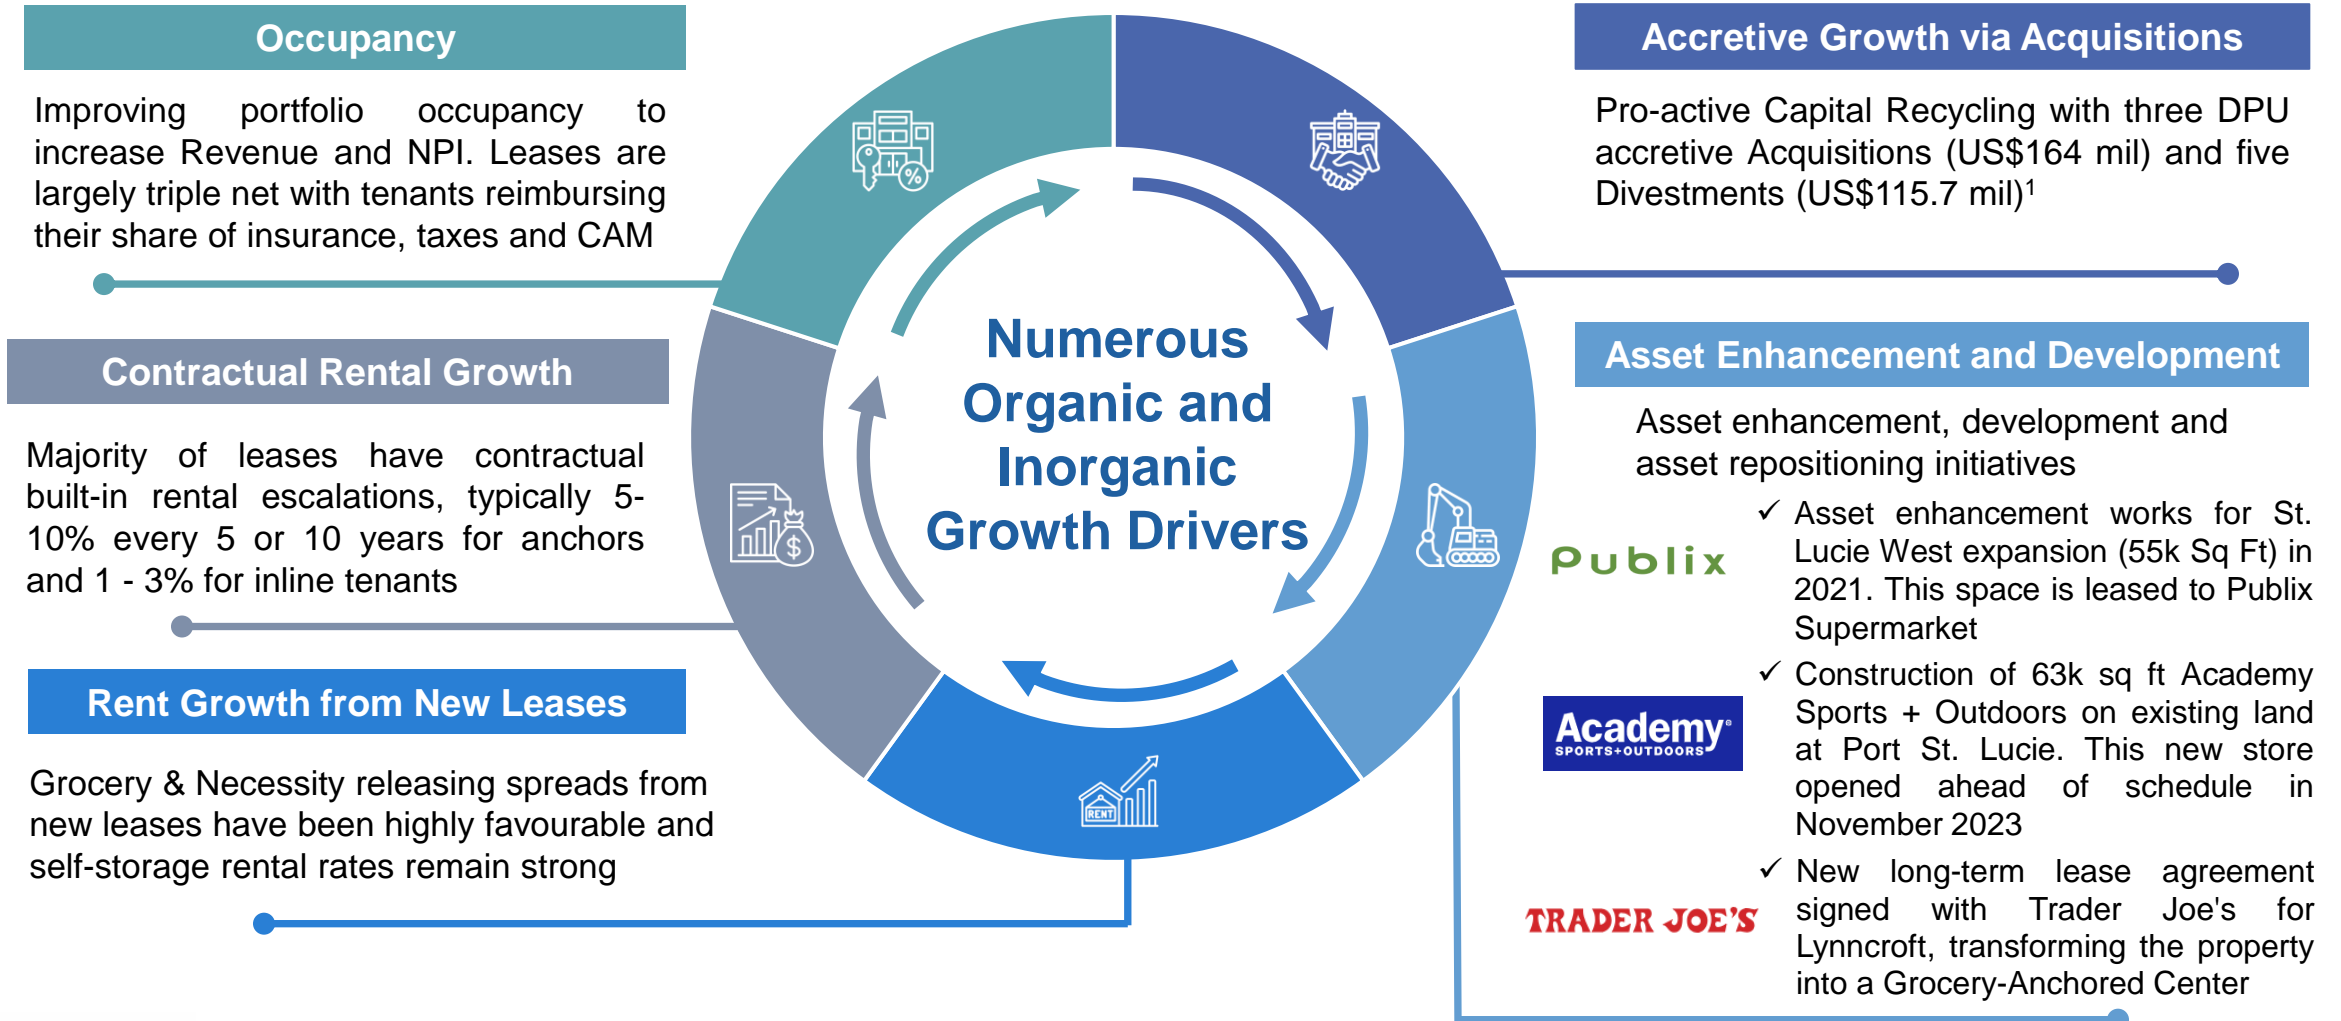 Occupancy
Improving portfolio occupancy to
increase Revenue and NPI. Leases are
largely triple net with tenants reimbursing
their share of insurance, taxes and CAM
Contractual Rental Growth
Majority of leases have contractual
built-in rental escalations, typically 5-
10% every 5 or 10 years for anchors
and 1 - 3% for inline tenants
Rent Growth from New Leases
Grocery & Necessity releasing spreads from
new leases have been highly favourable and
self-storage rental rates remain strong
%
$
RENT
Numerous
Organic and
Inorganic
Growth Drivers
Accretive Growth via Acquisitions
Pro-active Capital Recycling with three DPU
accretive Acquisitions (US$164 mil) and five
Divestments (US$115.7 mil)¹
Asset Enhancement and Development
Asset enhancement, development and
asset repositioning initiatives
Publix
✓ Asset enhancement works for St.
Lucie West expansion (55k Sq Ft) in
2021. This space is leased to Publix
Supermarket
Academy
SPORTS+OUTDOORS
✓ Construction of 63k sq ft Academy
Sports + Outdoors on existing land
at Port St. Lucie. This new store
opened ahead of schedule in
November 2023
TRADER JOE'S
✓ New long-term lease agreement
signed with Trader Joe's for
Lynncroft, transforming the property
into a Grocery-Anchored Center